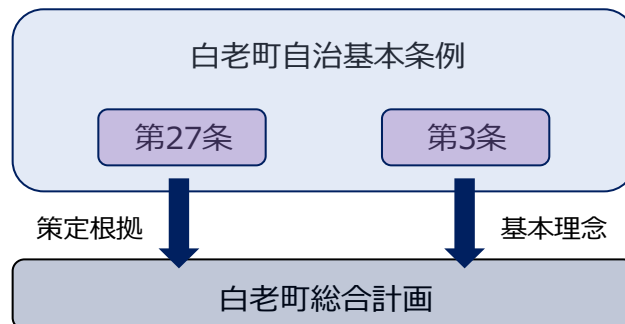 白老町自治基本条例
第27条
第3条
策定根拠
基本理念
白老町総合計画